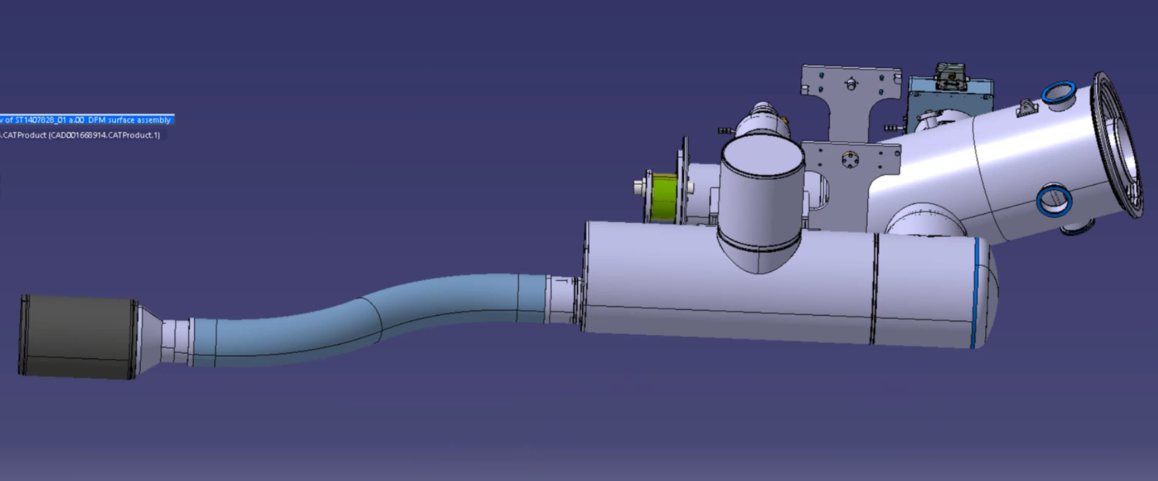 of ST1407828_01 a.00 DFM surface assembly
.CATProduct (CAD001668914.CATProduct.1)